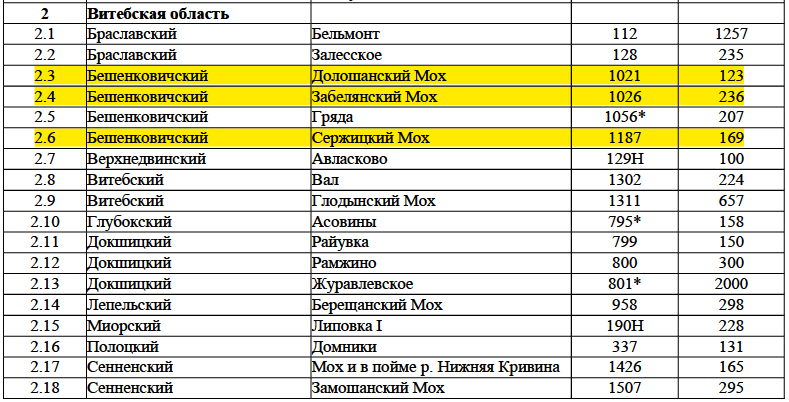 2 Витебская область
2.1 Браславский Бельмонт 112 1257
2.2 Браславский Залесское 128 235
2.3 Бешенковичский Долошанский Мох 1021 123
2.4 Бешенковичский Забелянский Мох 1026 236
2.5 Бешенковичский Гряда 1056* 207
2.6 Бешенковичский Сержицкий Мох 1187 169
2.7 Верхнедвинский Авласково 129Н 100
2.8 Витебский Вал 1302 224
2.9 Витебский Глодынский Мох 1311 657
2.10 Глубокский Асовины 795* 158
2.11 Докшицкий Райувка 799 150
2.12 Докшицкий Рамжино 800 300
2.13 Докшицкий Журавлевское 801* 2000
2.14 Лепельский Берещанский Мох 958 298
2.15 Миорский Липовка I 190Н 228
2.16 Полоцкий Домники 337 131
2.17 Сенненский Мох и в пойме р. Нижняя Кривина 1426 165
2.18 Сенненский Замошанский Мох 1507 295